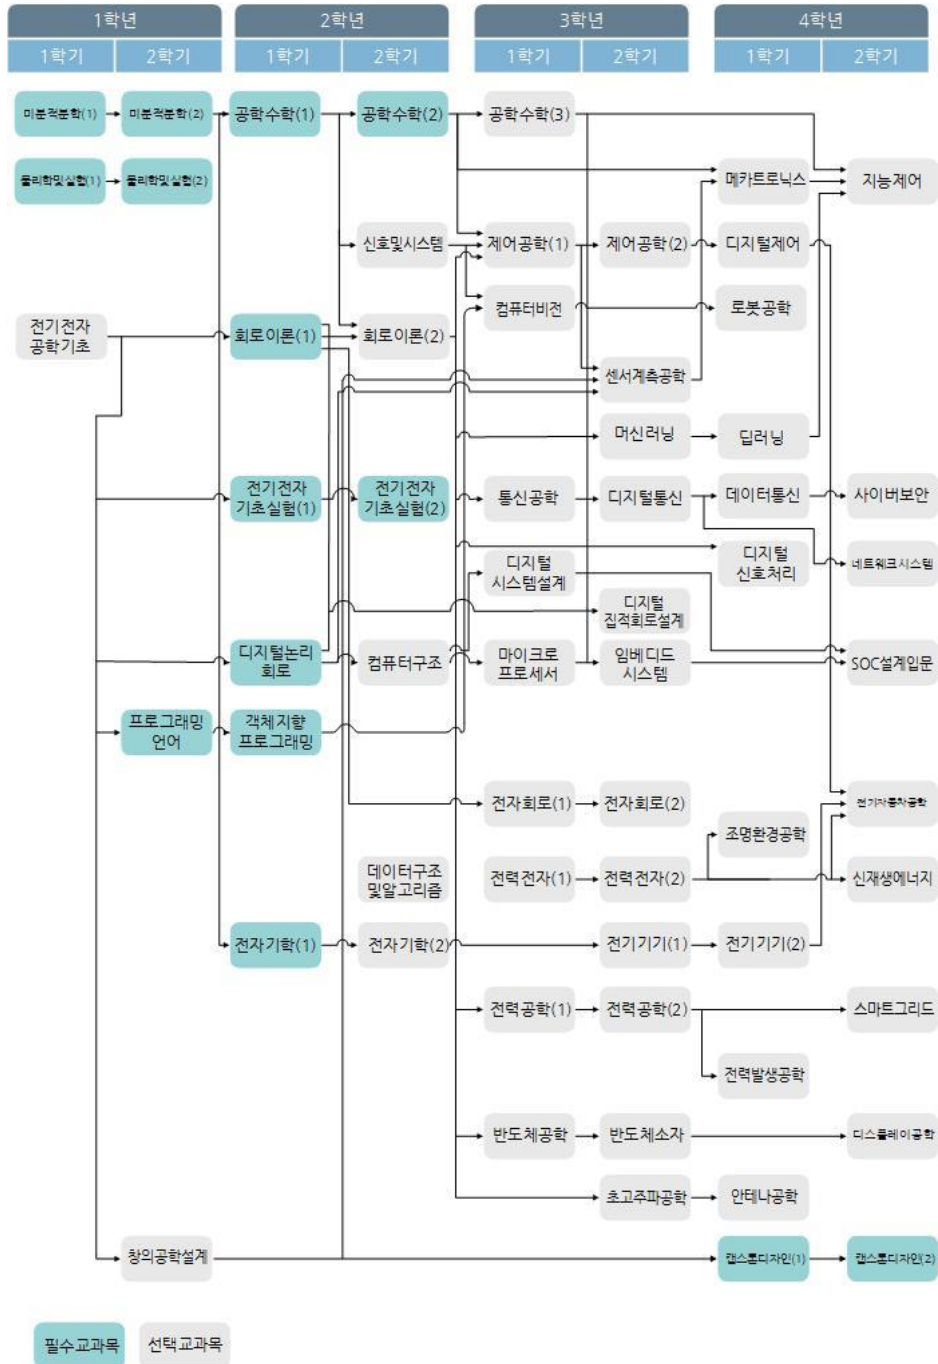 1학년
2학년
3학년
4학년
1학기
2학기
1학기
2학기
1학기
2학기
1학기
2학기
미분적분학(1)
미분적분학(2)
공학수학(1)
공학수학(2)
공학수학(3)
물리학및실험(1)
물리학및실험(2)
메카트로닉스
지능제어
신호및시스템
제어공학(1)
제어공학(2)
디지털제어
컴퓨터비전
로봇공학
전기전자
공학기초
회로이론(1)
회로이론(2)
센서계측공학
머신러닝
딥러닝
전기전자
기초실험(1)
전기전자
기초실험(2)
통신공학
디지털통신
데이터통신
사이버보안
디지털
시스템설계
디지털
신호처리
네트워크시스템
디지털
집적회로설계
디지털논리
회로
컴퓨터구조
마이크로
프로세서
임베디드
시스템
SOC설계입문
프로그래밍
언어
객체지향
프로그래밍
전자회로(1)
전자회로(2)
전기자동차공학
조명환경공학
데이터구조
및알고리즘
전력전자(1)
전력전자(2)
신재생에너지
전자기학(1)
전자기학(2)
전기기기(1)
전기기기(2)
전력공학(1)
전력공학(2)
스마트그리드
전력발생공학
반도체공학
반도체소자
디스플레이공학
초고주파공학
안테나공학
창의공학설계
캡스톤디자인(1)
캡스톤디자인(2)
필수교과목
선택교과목